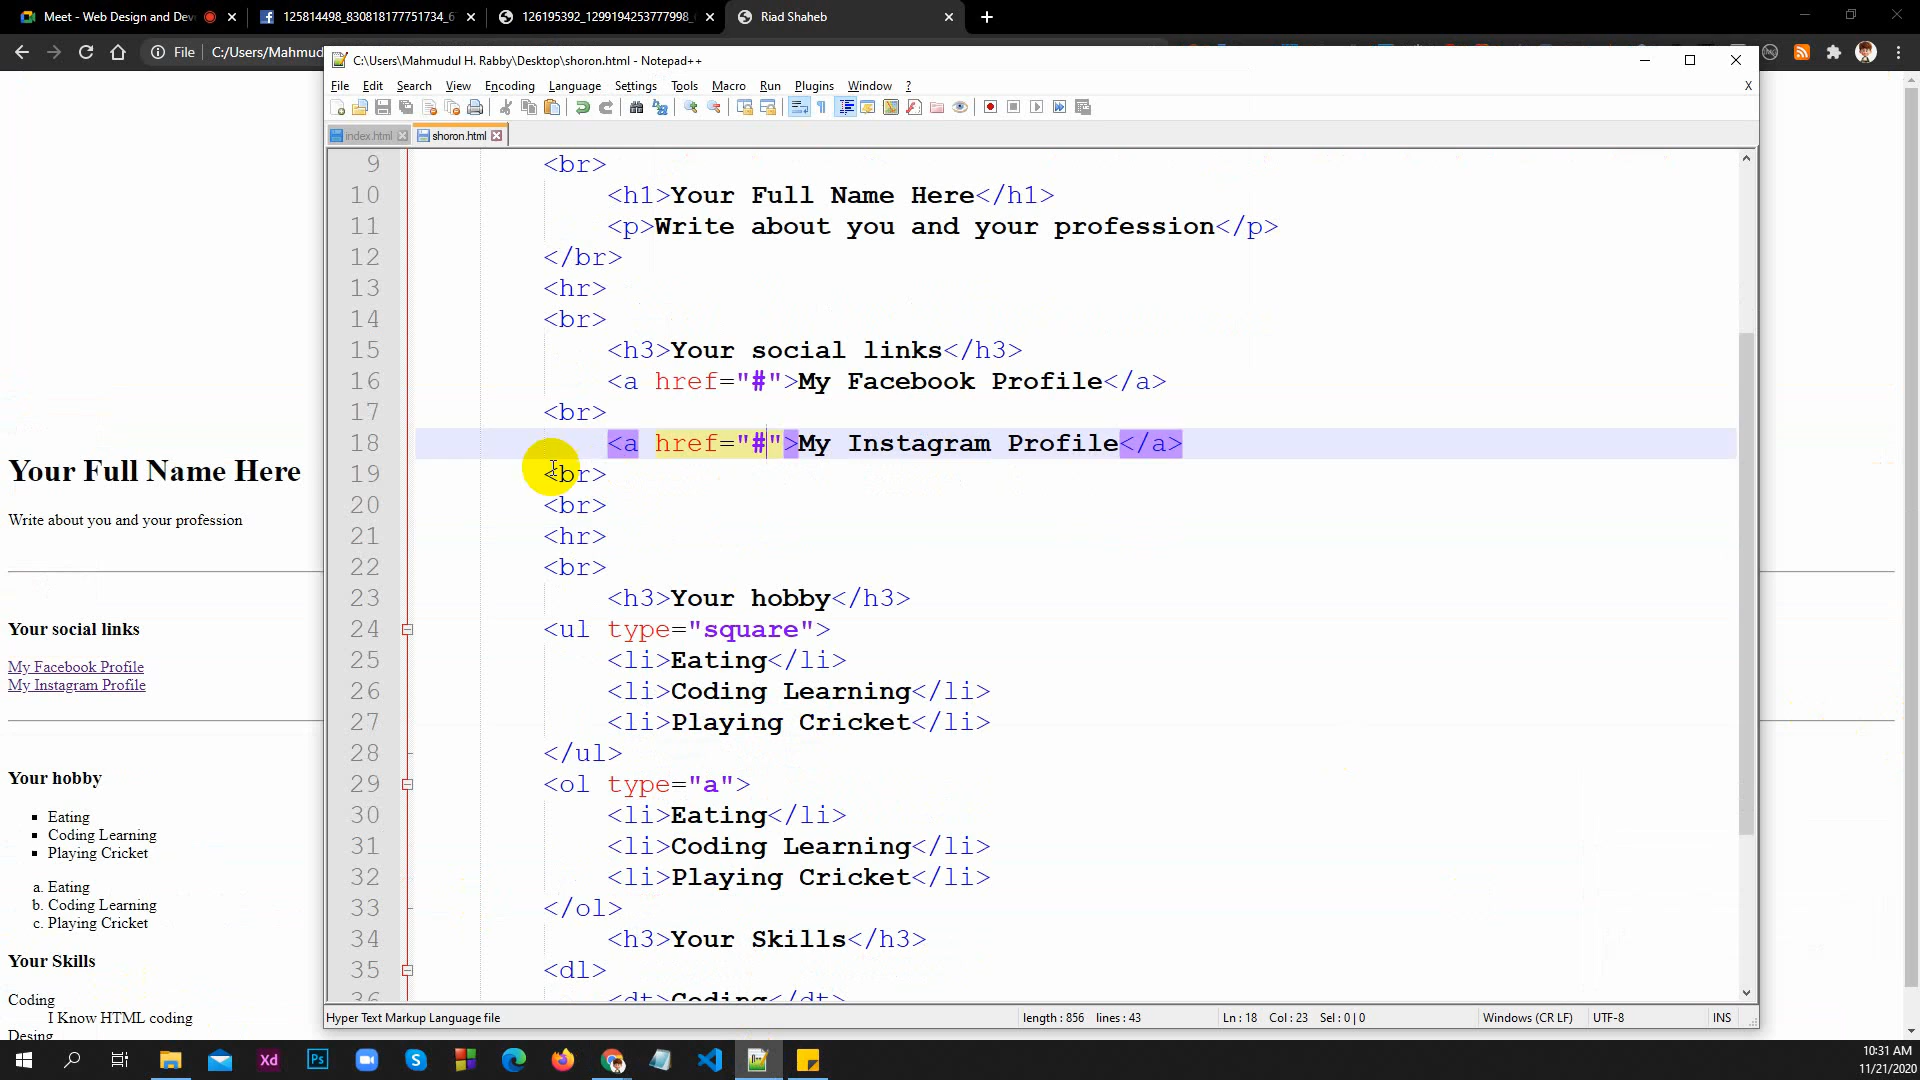 Meet - Web Design and Dev
125814498_830818177751734_6
126195392_1299194253777998_
Riad Shaheb
File
C:/Users/Mahmud
C:\Users\Mahmudul H. Rabby\Desktop\shoron.html - Notepad++
File Edit Search View Encoding Language Settings Tools Macro Run Plugins Window ? X
index.html shoron.html
9 <br>
10 <h1>Your Full Name Here</h1>
11 <p>Write about you and your profession</p>
12 </br>
13 <hr>
14 <br>
15 <h3>Your social links</h3>
16 <a href="#">My Facebook Profile</a>
17 <br>
18 <a href="#">My Instagram Profile</a>
19 <br>
20 <br>
21 <hr>
22 <br>
23 <h3>Your hobby</h3>
24 <ul type="square">
25 <li>Eating</li>
26 <li>Coding Learning</li>
27 <li>Playing Cricket</li>
28 </ul>
29 <ol type="a">
30 <li>Eating</li>
31 <li>Coding Learning</li>
32 <li>Playing Cricket</li>
33 </ol>
34 <h3>Your Skills</h3>
35 <dl>
36 <dt>Coding</dt>
Hyper Text Markup Language file
length : 856 lines : 43
Ln : 18 Col : 23 Sel : 0 | 0
Windows (CR LF)
UTF-8
INS
Your Full Name Here
Write about you and your profession
Your social links
My Facebook Profile
My Instagram Profile
Your hobby
Eating
Coding Learning
Playing Cricket
a. Eating
b. Coding Learning
c. Playing Cricket
Your Skills
Coding
I Know HTML coding
Desing
Xd
Ps
10:31 AM
11/21/2020